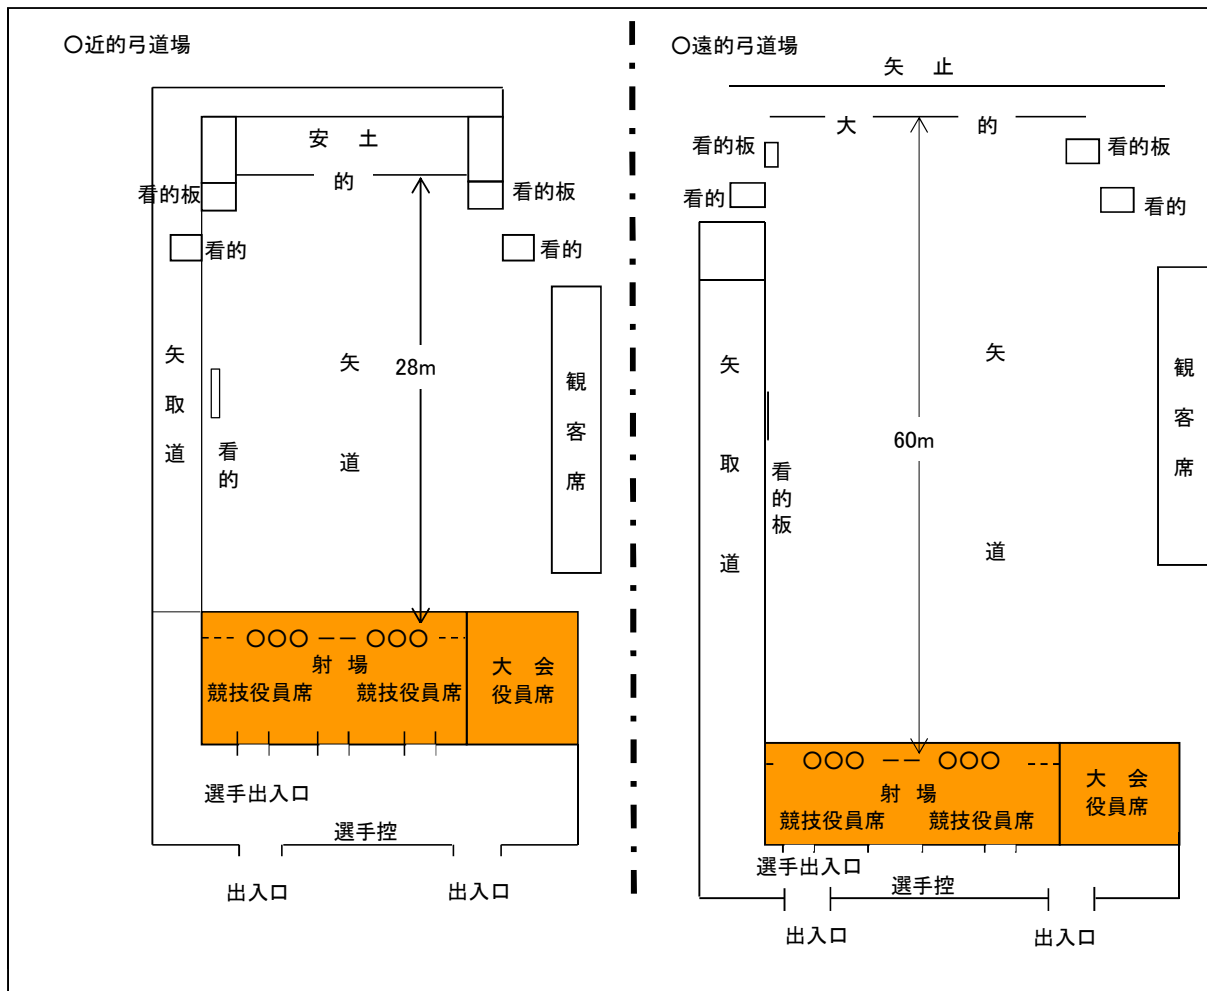 〇近的弓道場
安 土
的
看的板
看的板
看的
看的
矢取道
看的
矢道
28m
観客席
〇〇〇 ―― 〇〇〇
射 場
競技役員席 競技役員席
大 会
役員席
選手出入口
選手控
出入口 出入口
〇遠的弓道場
矢 止
大 的
看的板
看的板
看的
看的
矢取道
看的板
矢道
60m
観客席
〇〇〇 ―― 〇〇〇
射 場
競技役員席 競技役員席
大 会
役員席
選手出入口
選手控
出入口 出入口